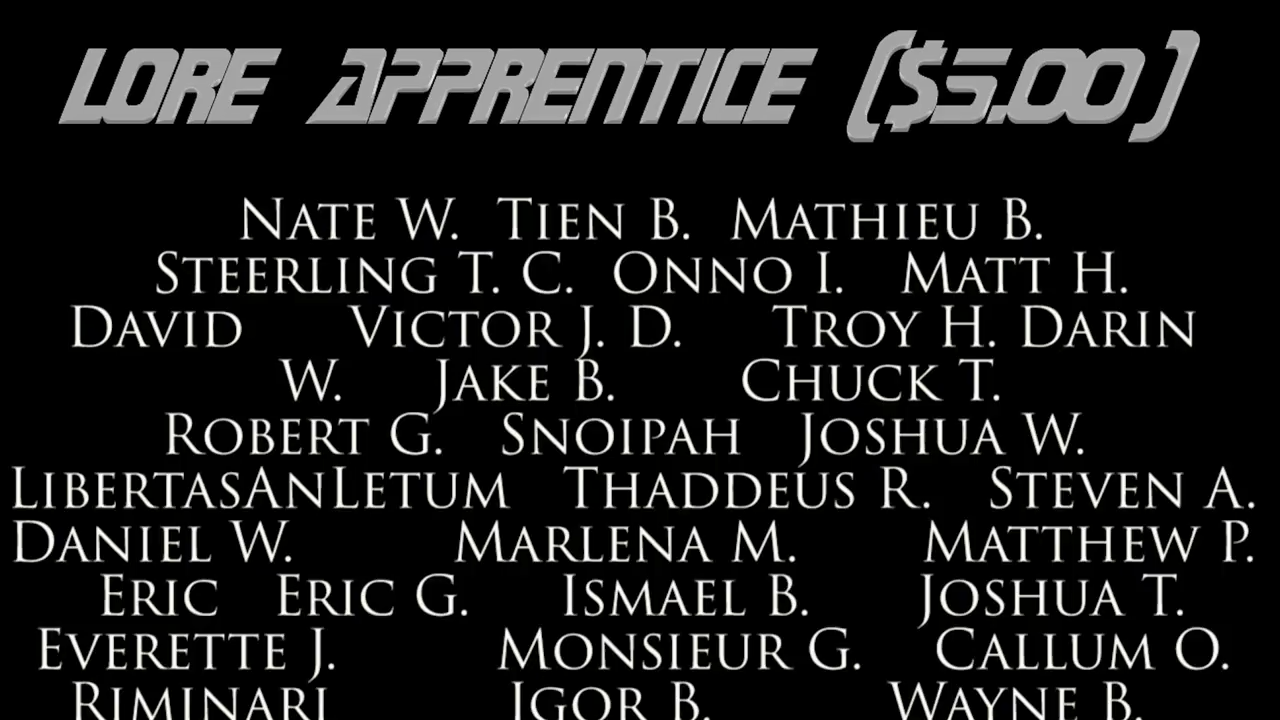 LORE APPRENTICE ($5.00)
NATE W. TIEN B. MATHIEU B.
STEERLING T. C. ONNO I. MATT H.
DAVID VICTOR J. D. TROY H. DARIN
W. JAKE B. CHUCK T.
ROBERT G. SNOIPAH JOSHUA W.
LIBERTASANLETUM THADDEUS R. STEVEN A.
DANIEL W. MARLENA M. MATTHEW P.
ERIC ERIC G. ISMAEL B. JOSHUA T.
EVERETTE J. MONSIEUR G. CALLUM O.
RIMINARI IGOR B. WAYNE B.